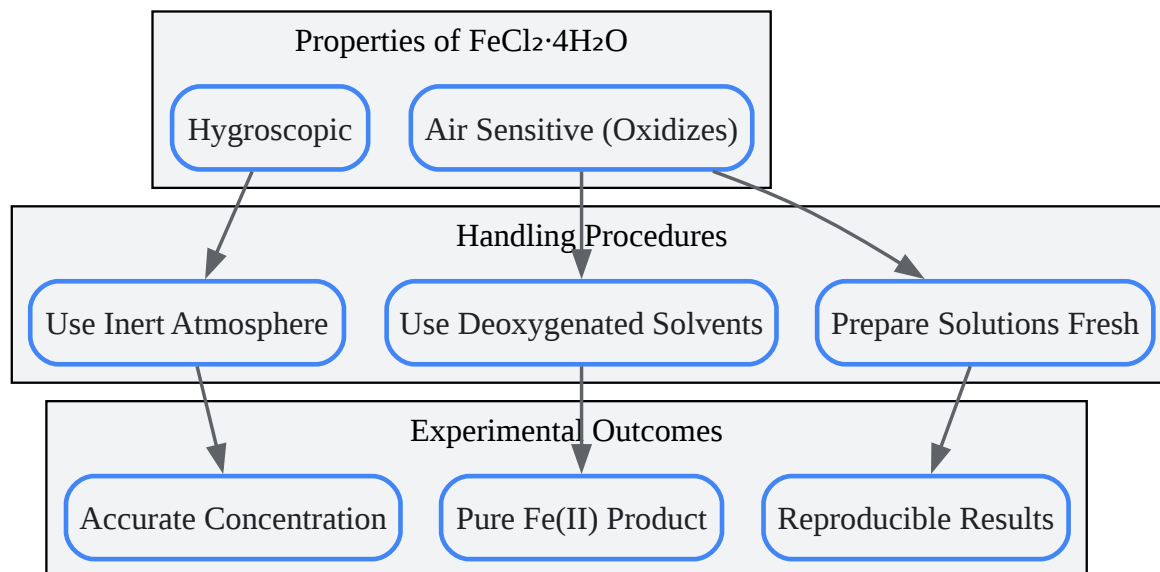 Properties of FeCl₂·4H₂O
Hygroscopic
Air Sensitive (Oxidizes)
Handling Procedures
Use Inert Atmosphere
Use Deoxygenated Solvents
Prepare Solutions Fresh
Experimental Outcomes
Accurate Concentration
Pure Fe(II) Product
Reproducible Results